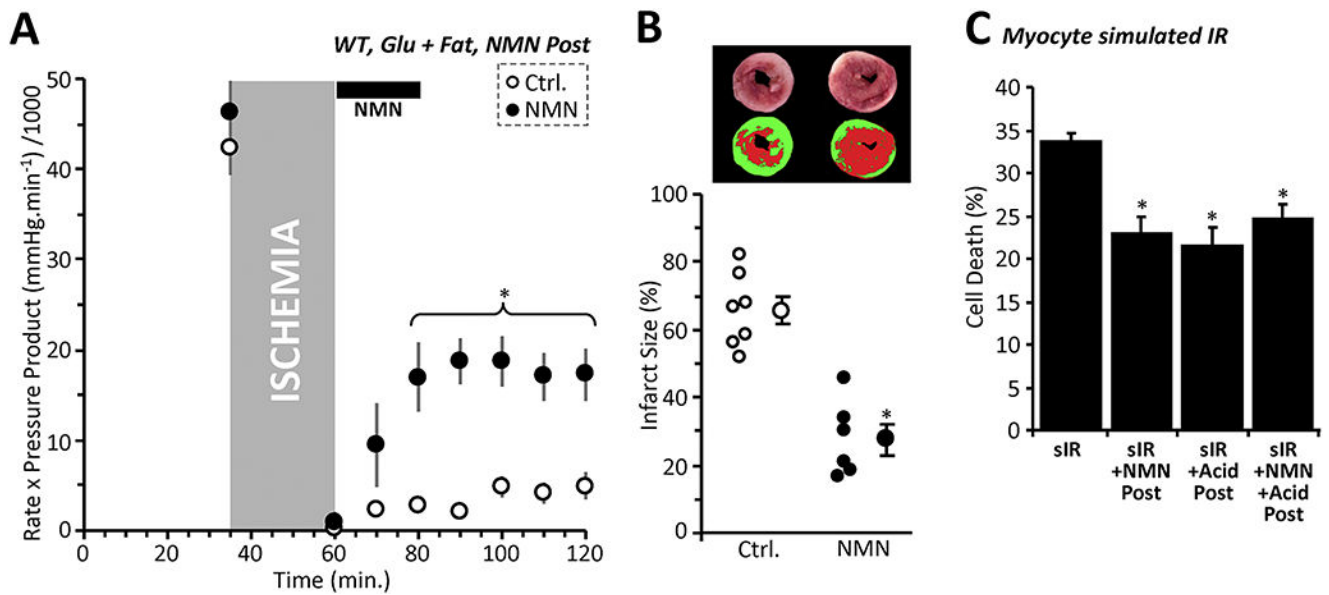 A
WT, Glu + Fat, NMN Post
Rate x Pressure Product (mmHg.min⁻¹) /1000
50
40
30
20
10
0
ISCHEMIA
NMN
Ctrl.
NMN
*
0
20
40
60
80
100
120
Time (min.)
B
Infarct Size (%)
100
80
60
40
20
0
*
Ctrl.
NMN
C
Myocyte simulated IR
Cell Death (%)
40
35
30
25
20
15
10
5
0
*
*
*
sIR
sIR
+NMN
Post
sIR
+Acid
Post
sIR
+NMN
+Acid
Post